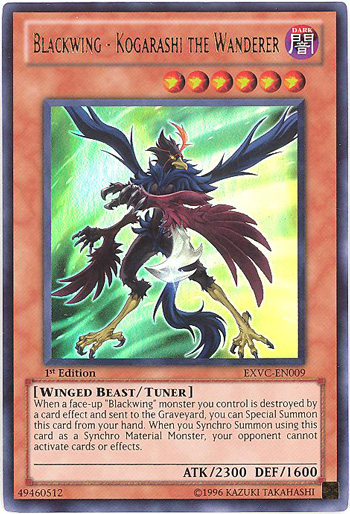 BLACKWING - KOGARASHI THE WANDERER
DARK
闇
1st Edition
EXVC-EN009
[WINGED BEAST/TUNER]
When a face-up "Blackwing" monster you control is destroyed by
a card effect and sent to the Graveyard, you can Special Summon
this card from your hand. When you Synchro Summon using this
card as a Synchro Material Monster, your opponent cannot
activate cards or effects.
ATK/2300 DEF/1600
49460512
©1996 KAZUKI TAKAHASHI